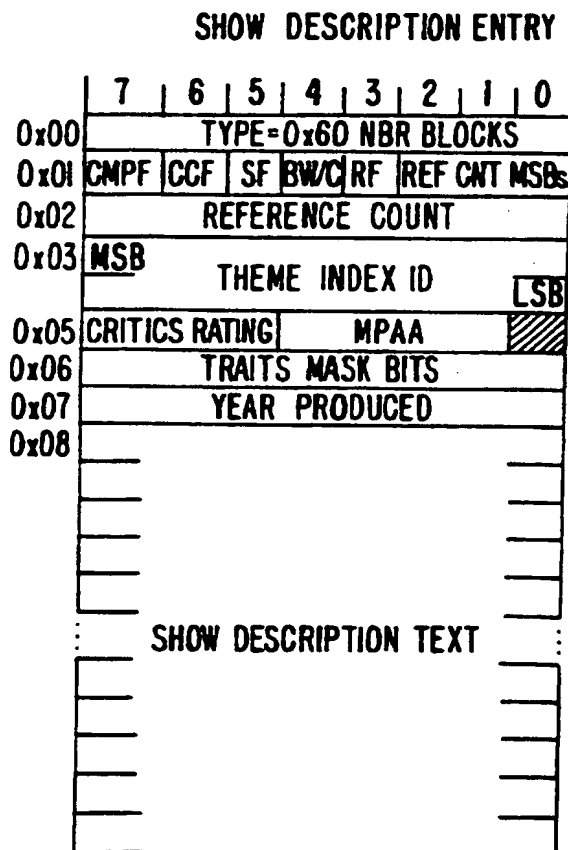 SHOW DESCRIPTION ENTRY
7 6 5 4 3 2 1 0
0x00 TYPE=0x60 NBR BLOCKS
0x01 CMPF CCF SF BW/C RF REF CNT MSBs
0x02 REFERENCE COUNT
0x03 MSB
THEME INDEX ID
LSB
0x05 CRITICS RATING MPAA
0x06 TRAITS MASK BITS
0x07 YEAR PRODUCED
0x08
SHOW DESCRIPTION TEXT